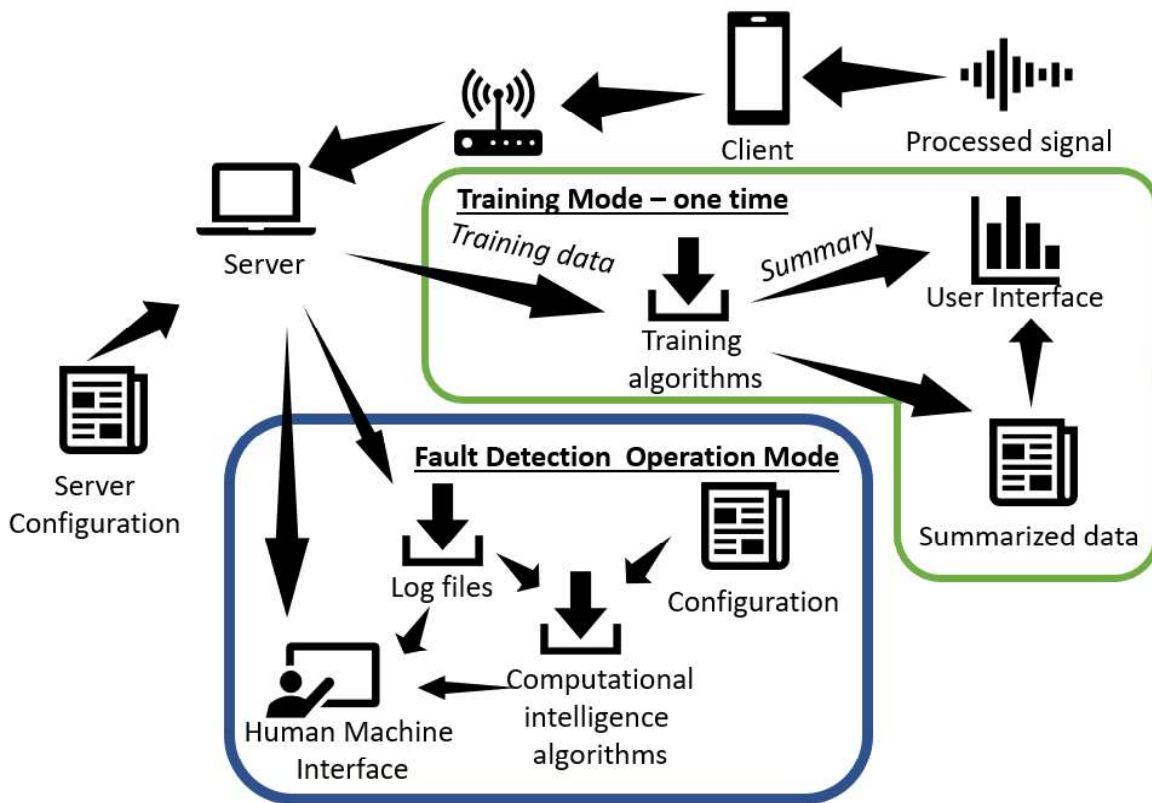 Client
Processed signal
Training Mode – one time
Training data
Summary
Server
User Interface
Training
algorithms
Server
Configuration
Fault Detection  Operation Mode
Summarized data
Log files
Configuration
Computational
intelligence
algorithms
Human Machine
Interface